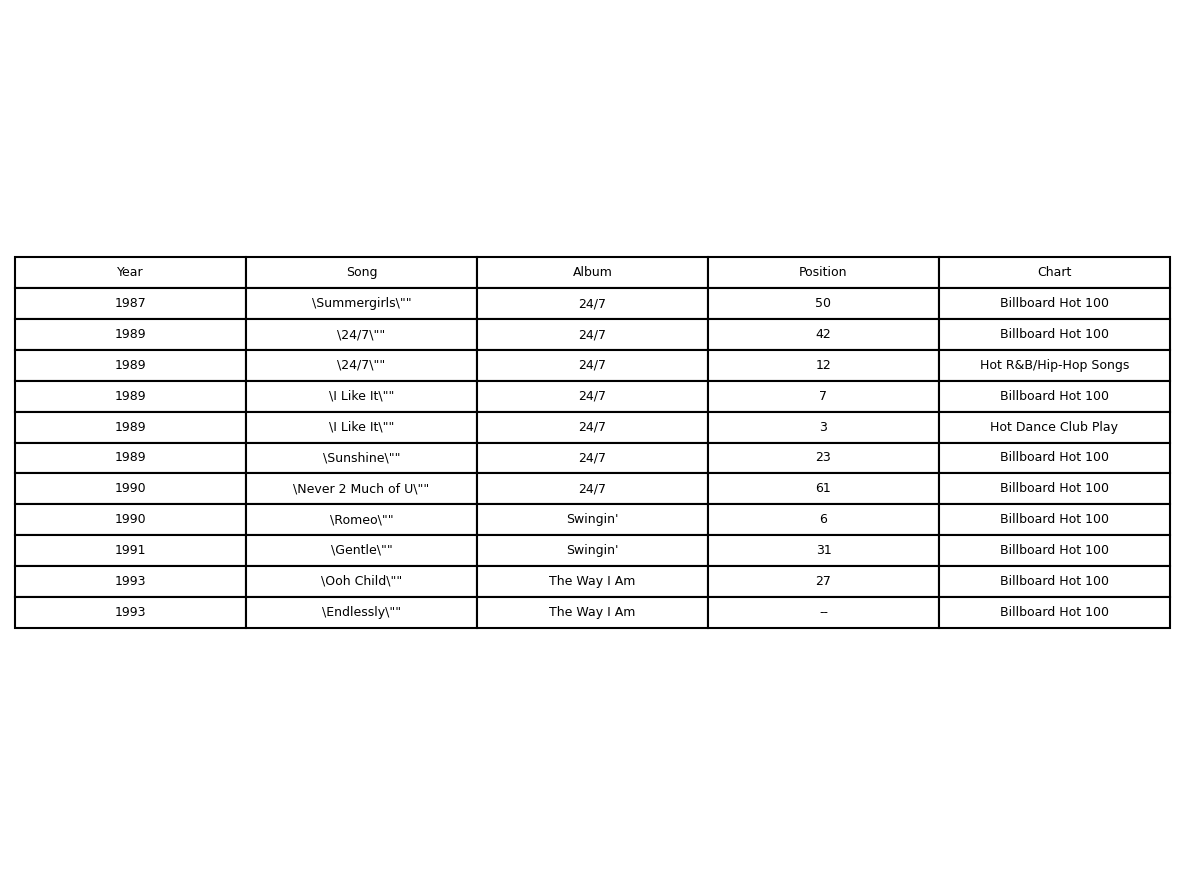 Year Song Album Position Chart
1987 \Summergirls\"" 24/7 50 Billboard Hot 100
1989 \24/7\"" 24/7 42 Billboard Hot 100
1989 \24/7\"" 24/7 12 Hot R&B/Hip-Hop Songs
1989 \I Like It\"" 24/7 7 Billboard Hot 100
1989 \I Like It\"" 24/7 3 Hot Dance Club Play
1989 \Sunshine\"" 24/7 23 Billboard Hot 100
1990 \Never 2 Much of U\"" 24/7 61 Billboard Hot 100
1990 \Romeo\"" Swingin' 6 Billboard Hot 100
1991 \Gentle\"" Swingin' 31 Billboard Hot 100
1993 \Ooh Child\"" The Way I Am 27 Billboard Hot 100
1993 \Endlessly\"" The Way I Am -- Billboard Hot 100